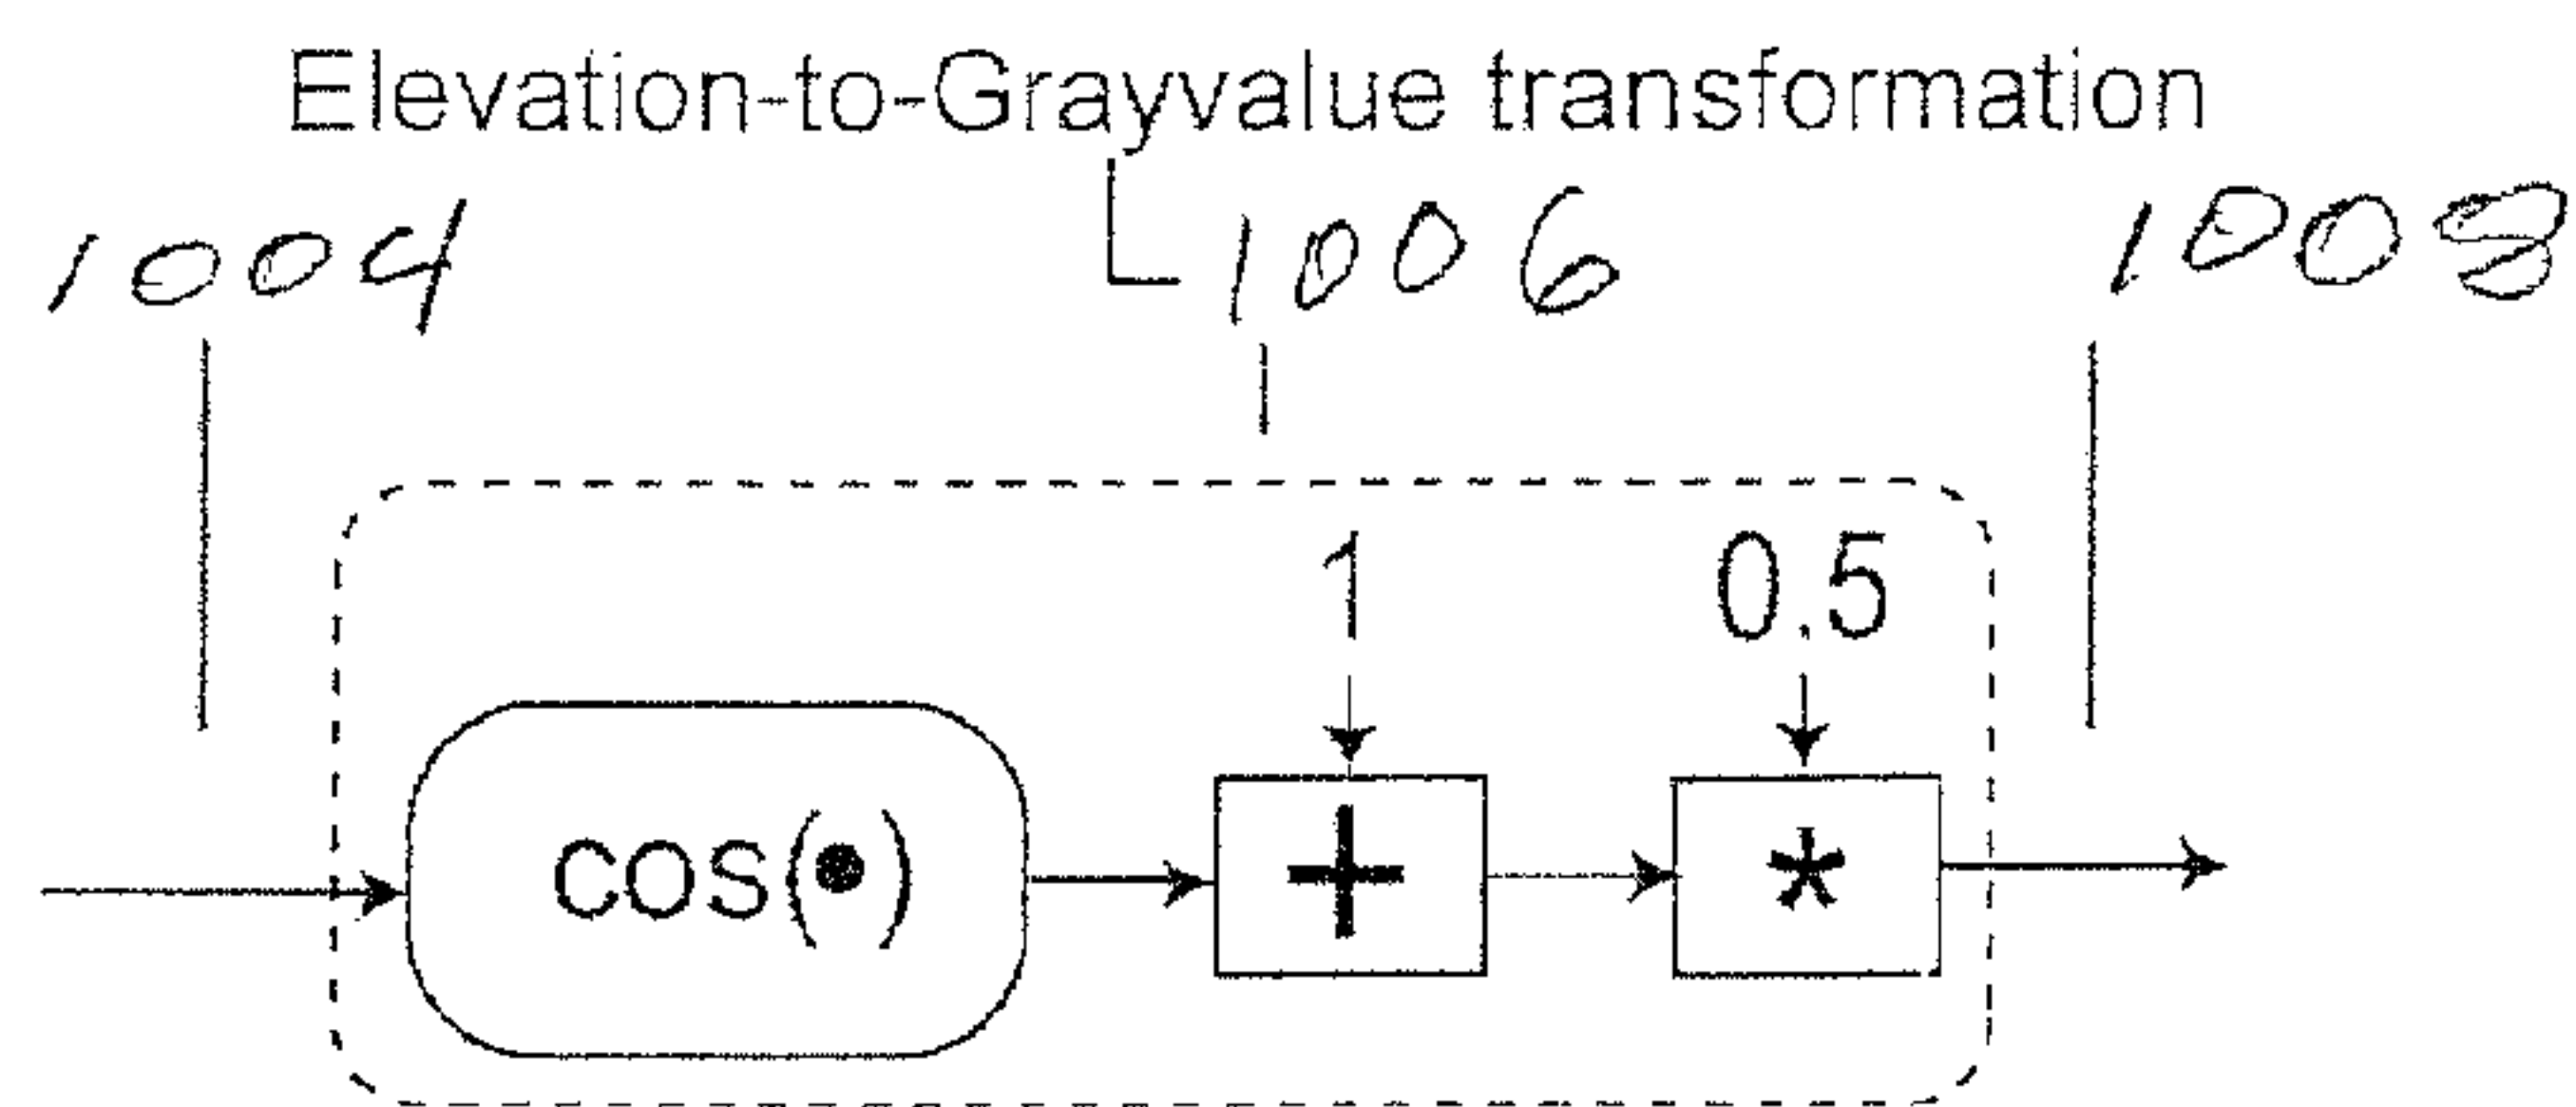 Elevation-to-Grayvalue transformation
1004 1006 1008
1 0.5
cos(●) + *